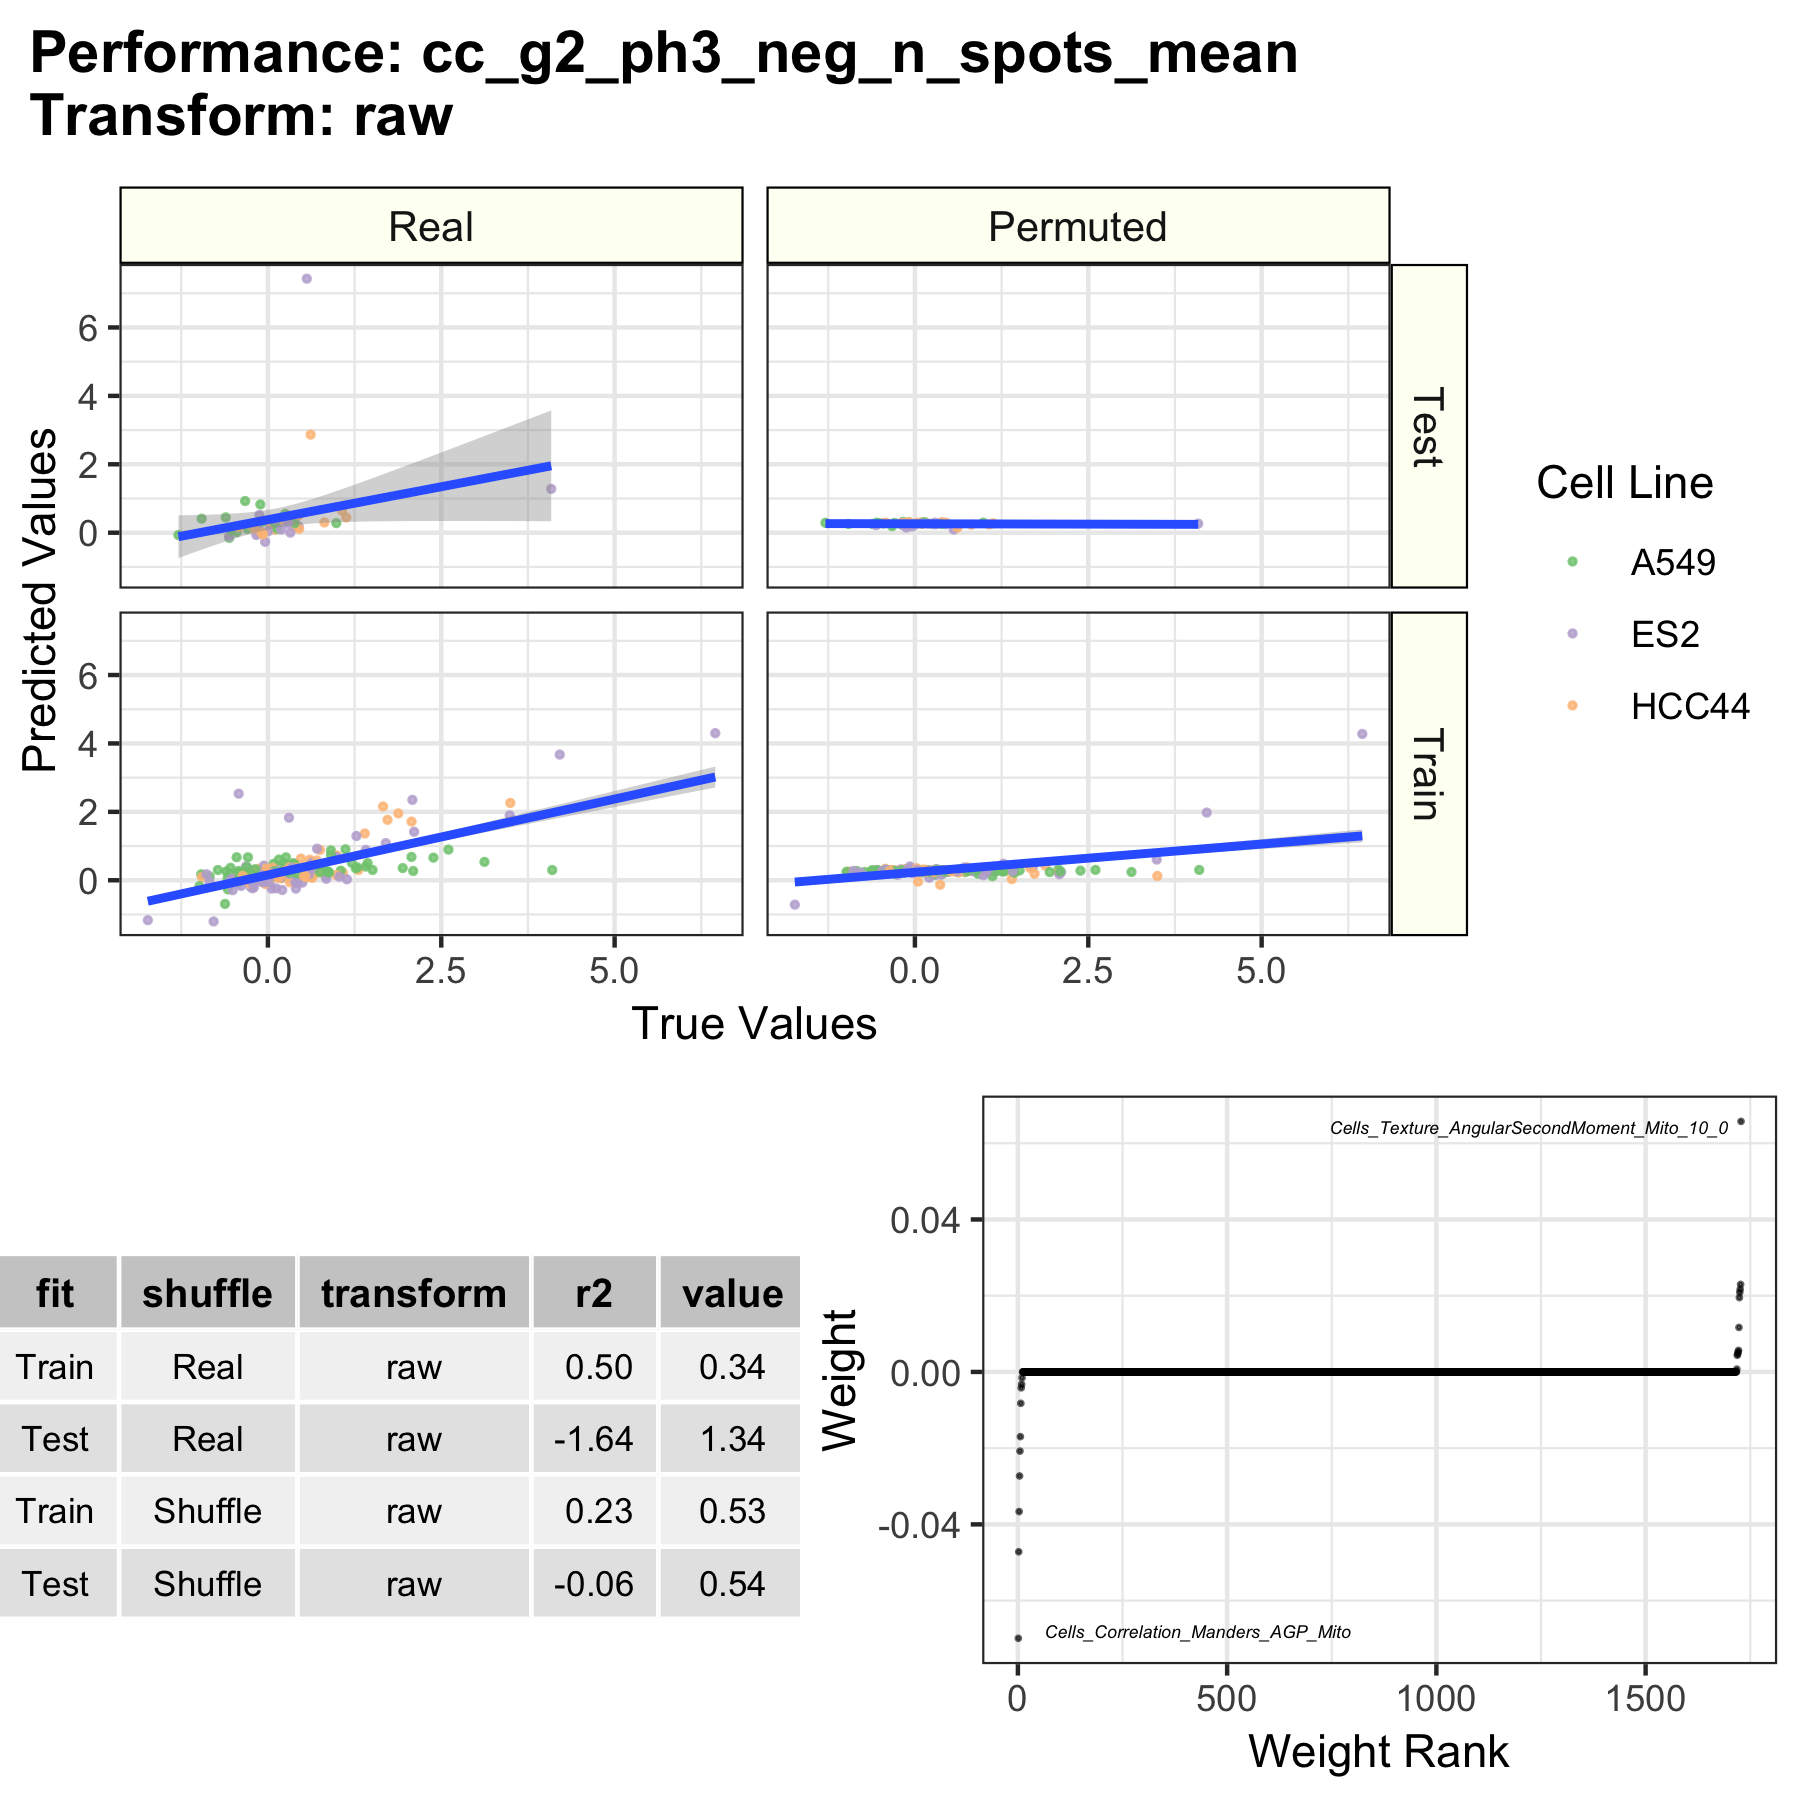 Performance: cc_g2_ph3_neg_n_spots_mean
Transform: raw
Real
Permuted
6
4
2
0
Test
6
4
2
0
Train
Predicted Values
0.0
2.5
5.0
0.0
2.5
5.0
True Values
Cell Line
A549
ES2
HCC44
fit shuffle transform r2 value
Train Real raw 0.50 0.34
Test Real raw -1.64 1.34
Train Shuffle raw 0.23 0.53
Test Shuffle raw -0.06 0.54
Cells_Texture_AngularSecondMoment_Mito_10_0
0.04
0.00
-0.04
Weight
Cells_Correlation_Manders_AGP_Mito
0
500
1000
1500
Weight Rank